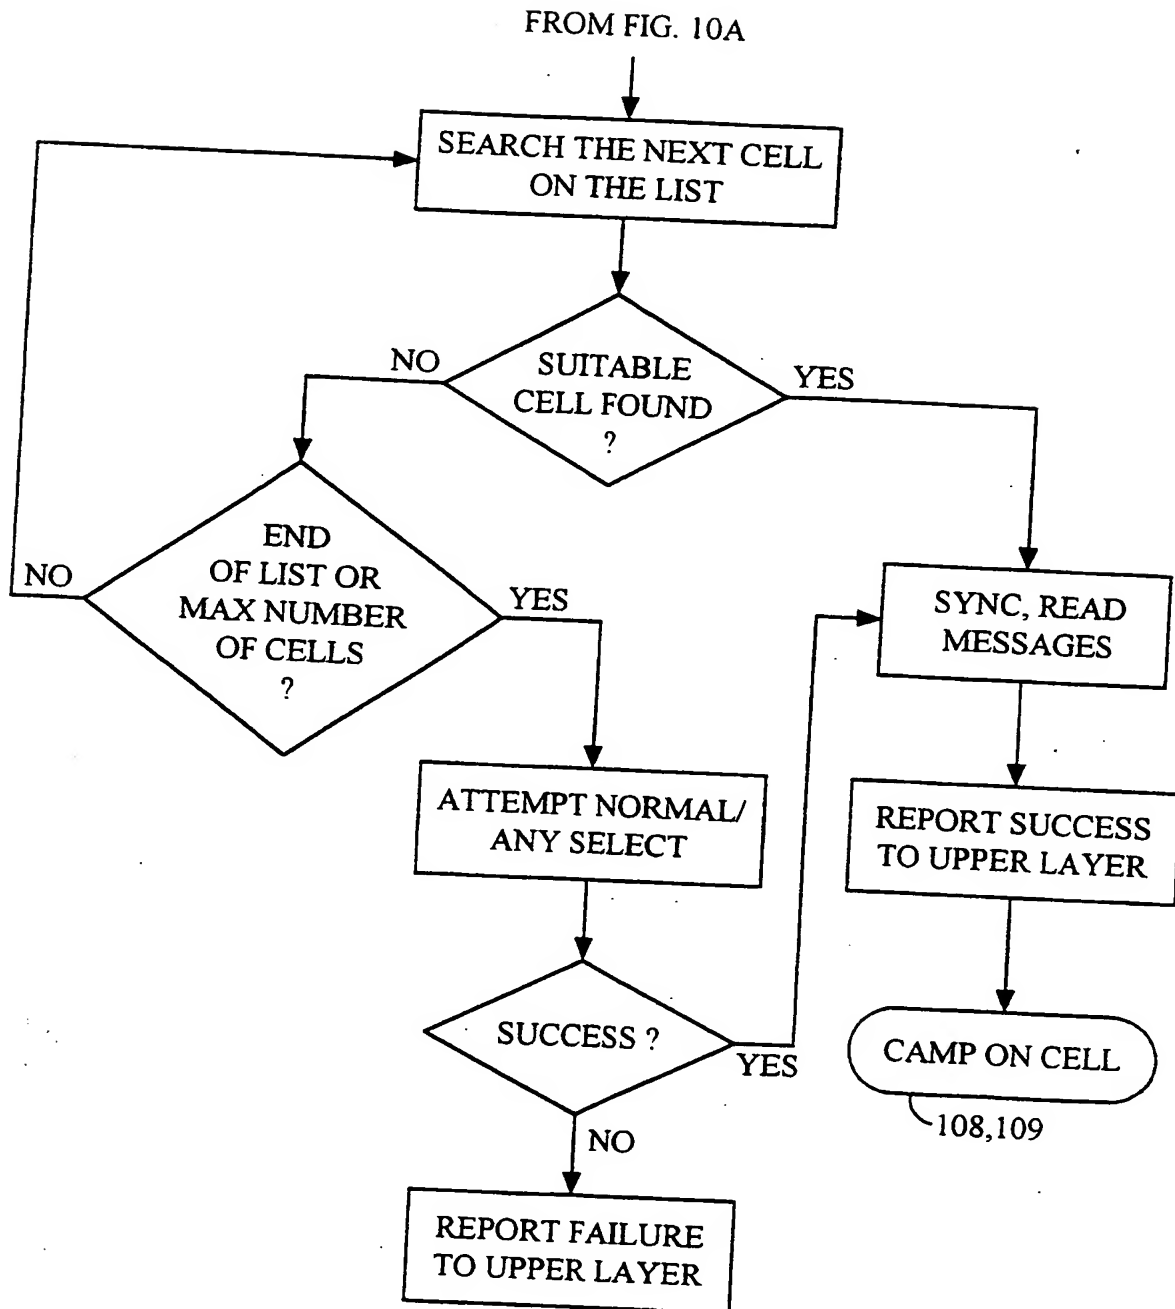 FROM FIG. 10A
SEARCH THE NEXT CELL
ON THE LIST
NO
SUITABLE
CELL FOUND
?
YES
END
OF LIST OR
MAX NUMBER
OF CELLS
?
NO
YES
SYNC, READ
MESSAGES
ATTEMPT NORMAL/
ANY SELECT
REPORT SUCCESS
TO UPPER LAYER
SUCCESS ?
YES
NO
CAMP ON CELL
108,109
REPORT FAILURE
TO UPPER LAYER